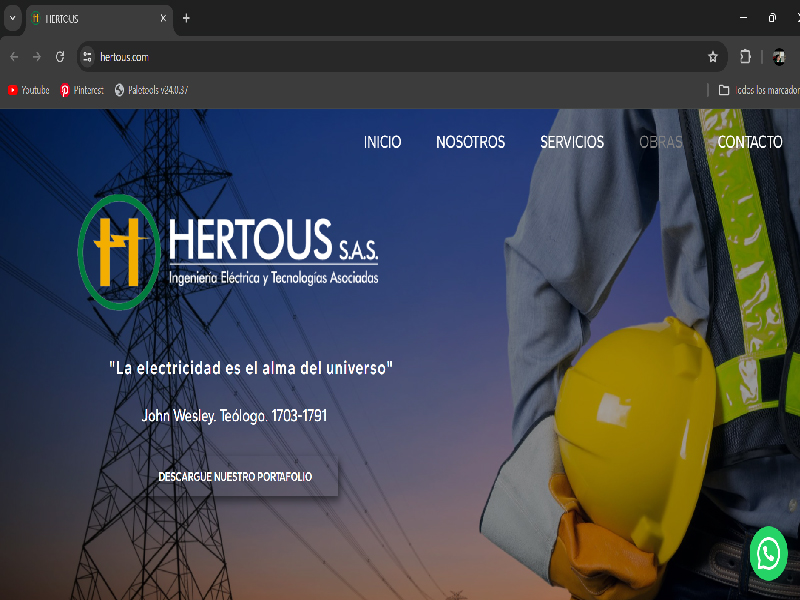 HERTOUS
hertous.com
Youtube Pinterest Paletools v24.0.37 Todos los marcador
INICIO NOSOTROS SERVICIOS OBRAS CONTACTO
H HERTOUS S.A.S.
Ingeniería Eléctrica y Tecnologías Asociadas
"La electricidad es el alma del universo"
John Wesley. Teólogo. 1703-1791
DESCARGUE NUESTRO PORTAFOLIO